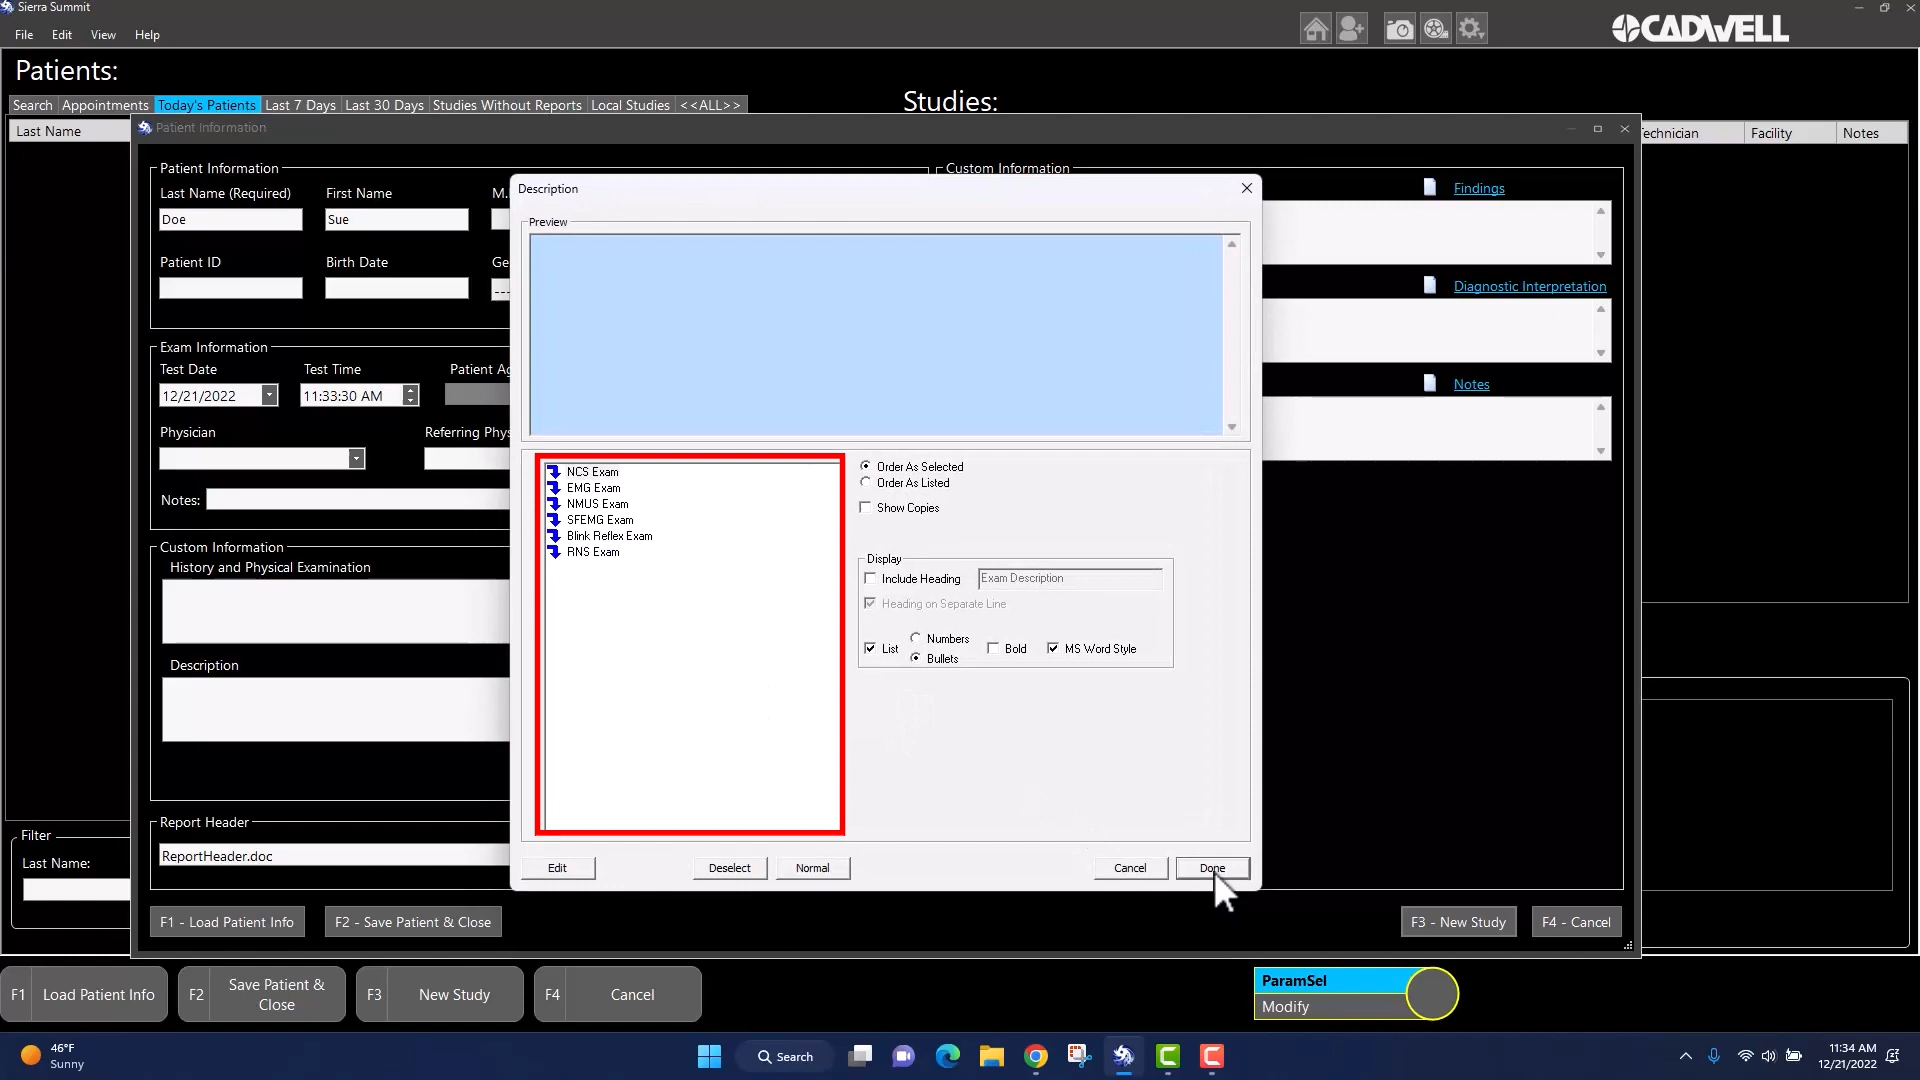 Sierra Summit
File Edit View Help
CADWELL
Patients:
Studies:
Search Appointments Today's Patients Last 7 Days Last 30 Days Studies Without Reports Local Studies <<ALL>>
Last Name
Technician Facility Notes
Patient Information
Patient Information
Custom Information
Last Name (Required) First Name
Doe Sue
Patient ID Birth Date
---
Exam Information
Test Date Test Time
12/21/2022 11:33:30 AM
Physician
Notes:
Custom Information
History and Physical Examination
Description
Report Header
ReportHeader.doc
F1 - Load Patient Info F2 - Save Patient & Close
Findings
Diagnostic Interpretation
Notes
F3 - New Study F4 - Cancel
Description
Preview
NCS Exam
EMG Exam
NMUS Exam
SFEMG Exam
Blink Reflex Exam
RNS Exam
Order As Selected
Order As Listed
Show Copies
Display
Include Heading Exam Description
Heading on Separate Line
List Numbers Bullets Bold MS Word Style
Edit Deselect Normal Cancel Done
Filter
Last Name:
F1 Load Patient Info
F2 Save Patient &
Close
F3 New Study
F4 Cancel
ParamSel
Modify
46°F
Sunny
Search
11:34 AM
12/21/2022